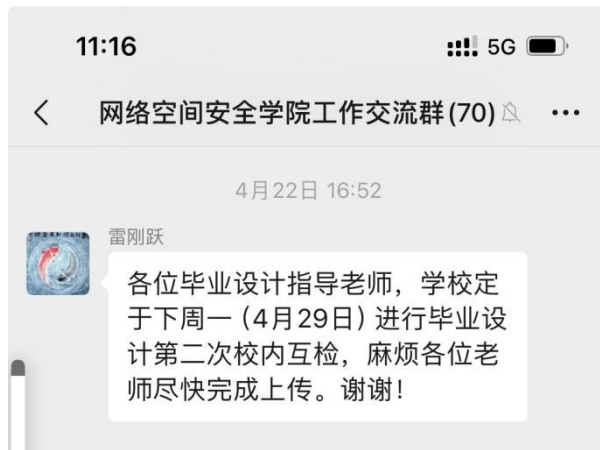 11:16
5G
网络空间安全学院工作交流群(70)
4月22日 16:52
雷刚跃
各位毕业设计指导老师，学校定
于下周一（4月29日）进行毕业设
计第二次校内互检，麻烦各位老
师尽快完成上传。谢谢！